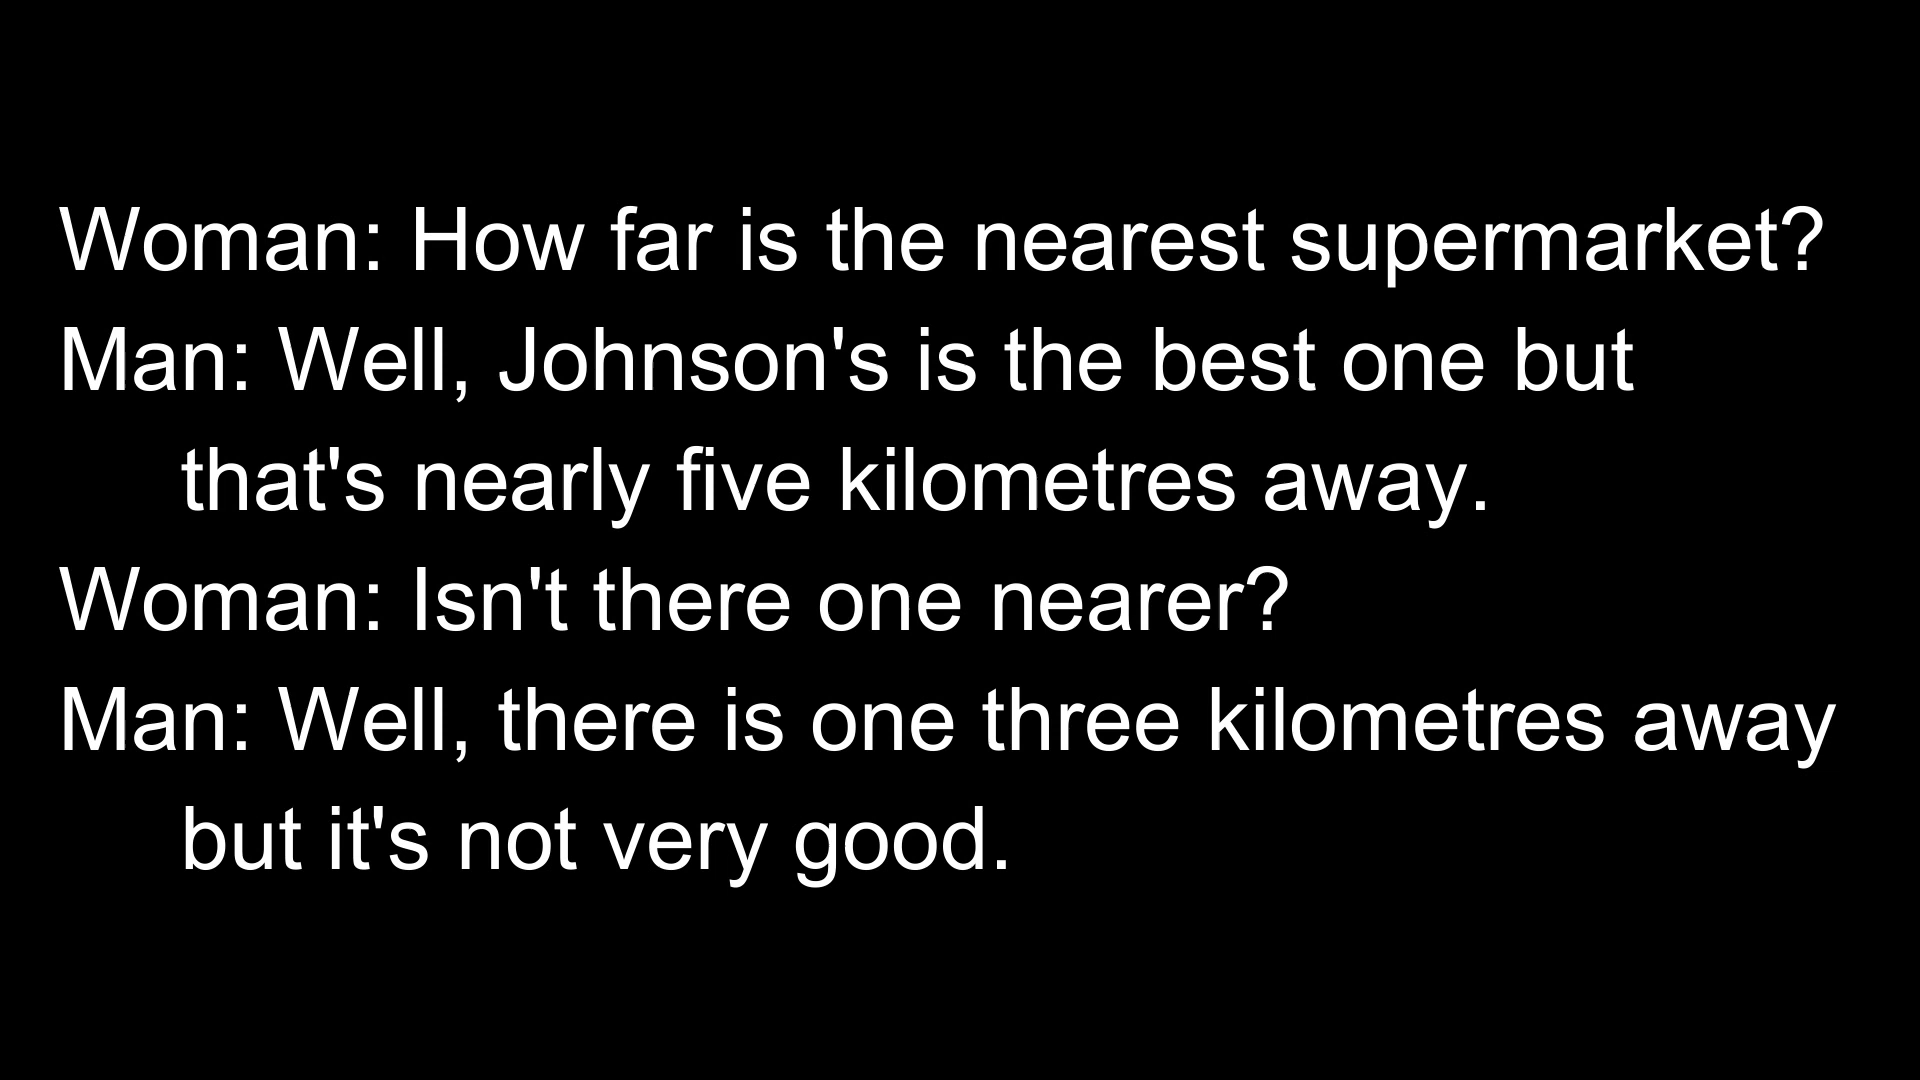 Woman: How far is the nearest supermarket?
Man: Well, Johnson's is the best one but
that's nearly five kilometres away.
Woman: Isn't there one nearer?
Man: Well, there is one three kilometres away
but it's not very good.